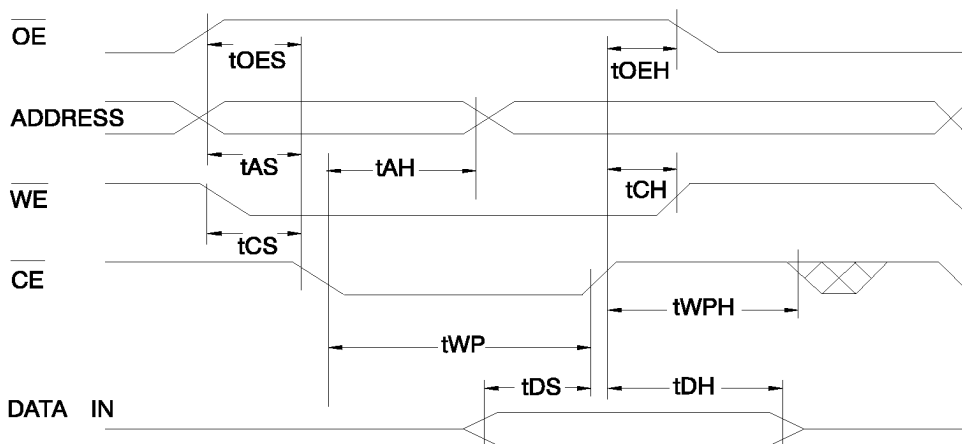 OE
tOES
tOEH
ADDRESS
tAS
tAH
tCH
WE
tCS
CE
tWPH
tWP
tDS
tDH
DATA IN